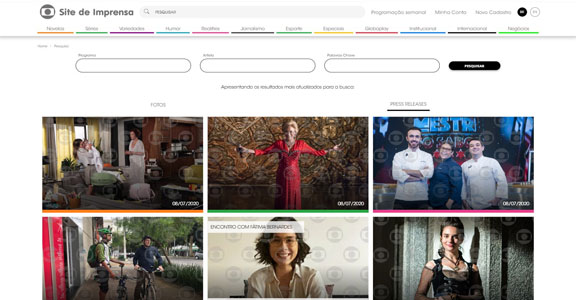 Site de Imprensa
PESQUISAR
Programação semanal
Minha Conta
Novo Cadastro
Novelas
Séries
Variedades
Humor
Realities
Jornalismo
Esporte
Especiais
Globoplay
Institucional
Internacional
Negócios
Home
Pesquisa
Programa
Artista
Palavras Chave
PESQUISAR
Apresentando os resultados mais atualizados para a busca:
FOTOS
PRESS RELEASES
08/07/2020
08/07/2020
08/07/2020
ENCONTRO COM FÁTIMA BERNARDES